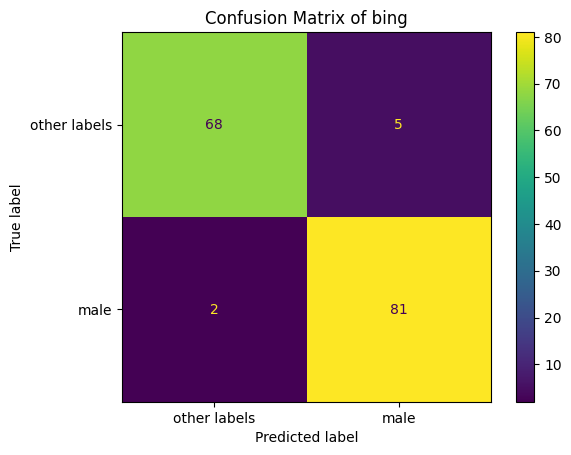 Confusion Matrix of bing
other labels
68
5
male
2
81
other labels
male
Predicted label
True label
80
70
60
50
40
30
20
10